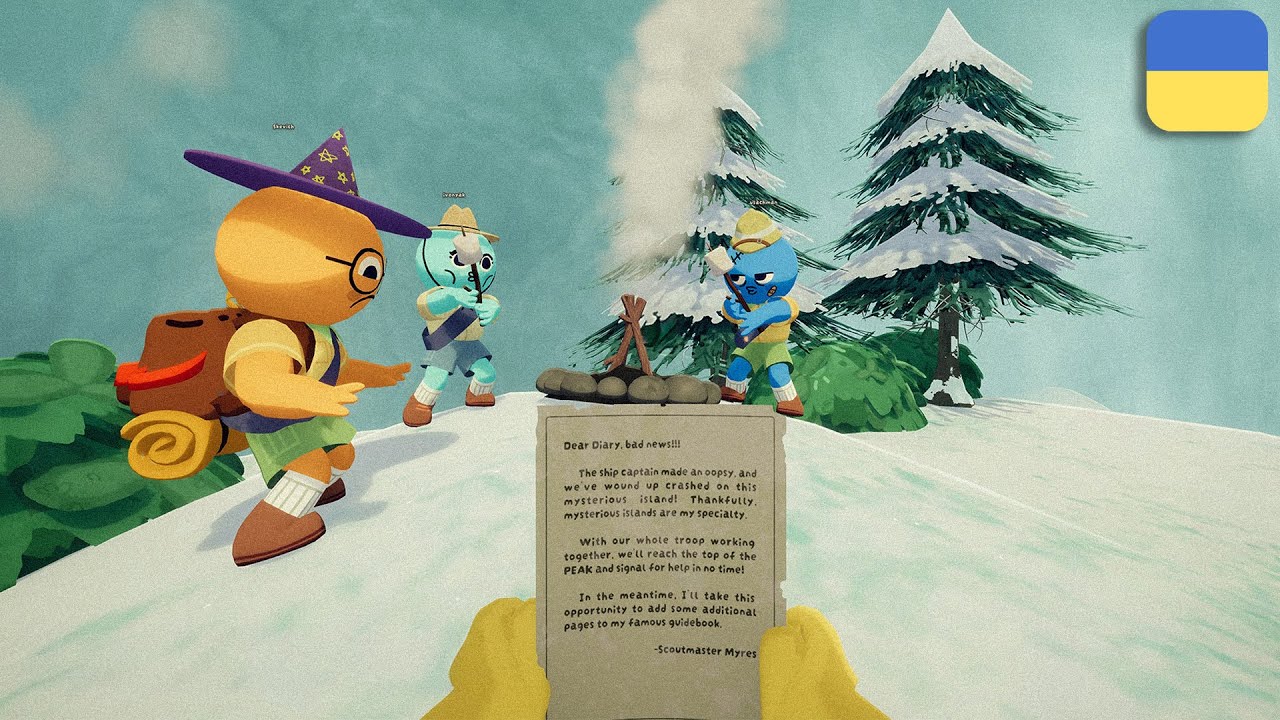 Skevich
vlackman
Dear Diary, bad news!!!
The ship captain made an oopsy, and
we've wound up crashed on this
mysterious island! Thankfully,
mysterious islands are my specialty.
With our whole troop working
together, we'll reach the top of the
PEAK and signal for help in no time!
In the meantime, I'll take this
opportunity to add some additional
pages to my famous guidebook.
-Scoutmaster Myres